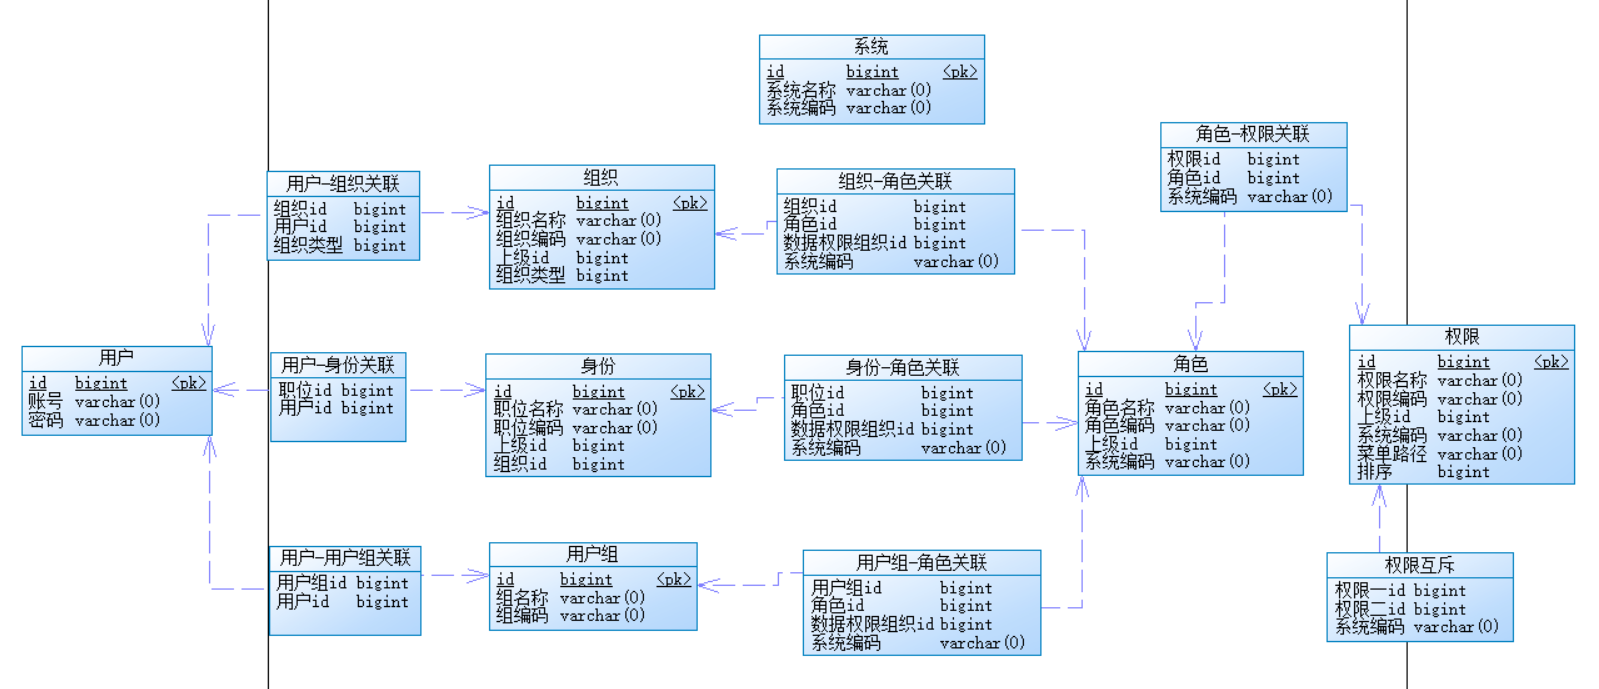 系统
id bigint <pk>
系统名称 varchar(0)
系统编码 varchar(0)
角色-权限关联
权限id bigint
角色id bigint
系统编码 varchar(0)
用户-组织关联
组织id bigint
用户id bigint
组织类型 bigint
组织
id bigint <pk>
组织名称 varchar(0)
组织编码 varchar(0)
上级id bigint
组织类型 bigint
组织-角色关联
组织id bigint
角色id bigint
数据权限组织id bigint
系统编码 varchar(0)
用户
id bigint <pk>
账号 varchar(0)
密码 varchar(0)
用户-身份关联
职位id bigint
用户id bigint
身份
id bigint <pk>
职位名称 varchar(0)
职位编码 varchar(0)
上级id bigint
组织id bigint
身份-角色关联
职位id bigint
角色id bigint
数据权限组织id bigint
系统编码 varchar(0)
角色
id bigint <pk>
角色名称 varchar(0)
角色编码 varchar(0)
上级id bigint
系统编码 varchar(0)
权限
id bigint <pk>
权限名称 varchar(0)
权限编码 varchar(0)
上级id bigint
系统编码 varchar(0)
菜单路径 varchar(0)
排序 bigint
用户-用户组关联
用户组id bigint
用户id bigint
用户组
id bigint <pk>
组名称 varchar(0)
组编码 varchar(0)
用户组-角色关联
用户组id bigint
角色id bigint
数据权限组织id bigint
系统编码 varchar(0)
权限互斥
权限一id bigint
权限二id bigint
系统编码 varchar(0)